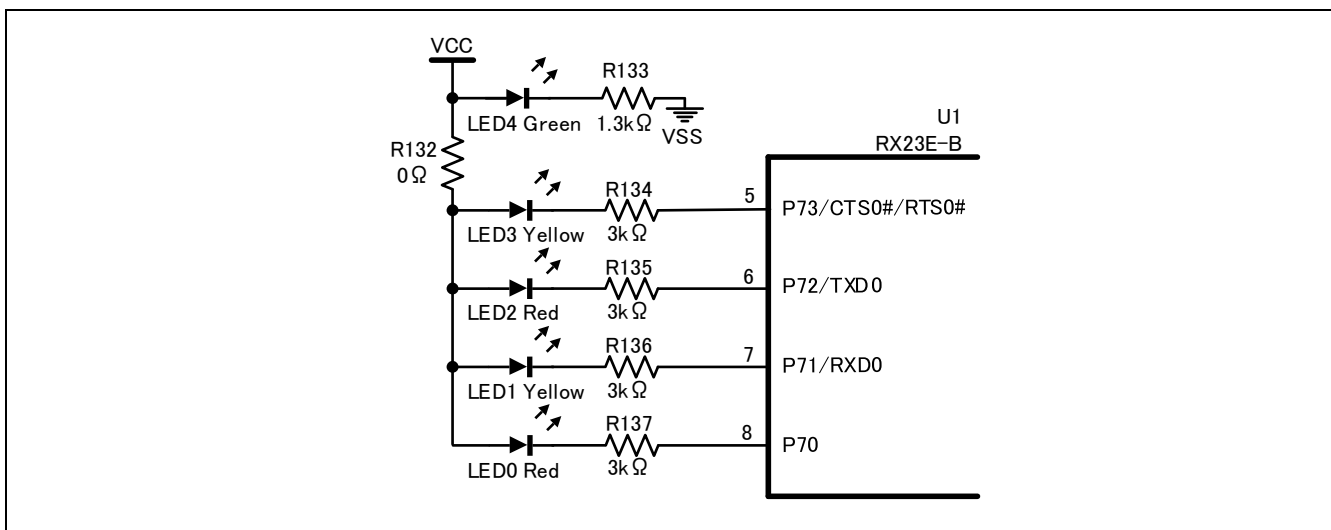 VCC
R133
LED4 Green
1.3kΩ
VSS
U1
RX23E-B
R132
0Ω
R134
5
P73/CTS0#/RTS0#
LED3 Yellow
3kΩ
R135
6
P72/TXD0
LED2 Red
3kΩ
R136
7
P71/RXD0
LED1 Yellow
3kΩ
R137
8
P70
LED0 Red
3kΩ